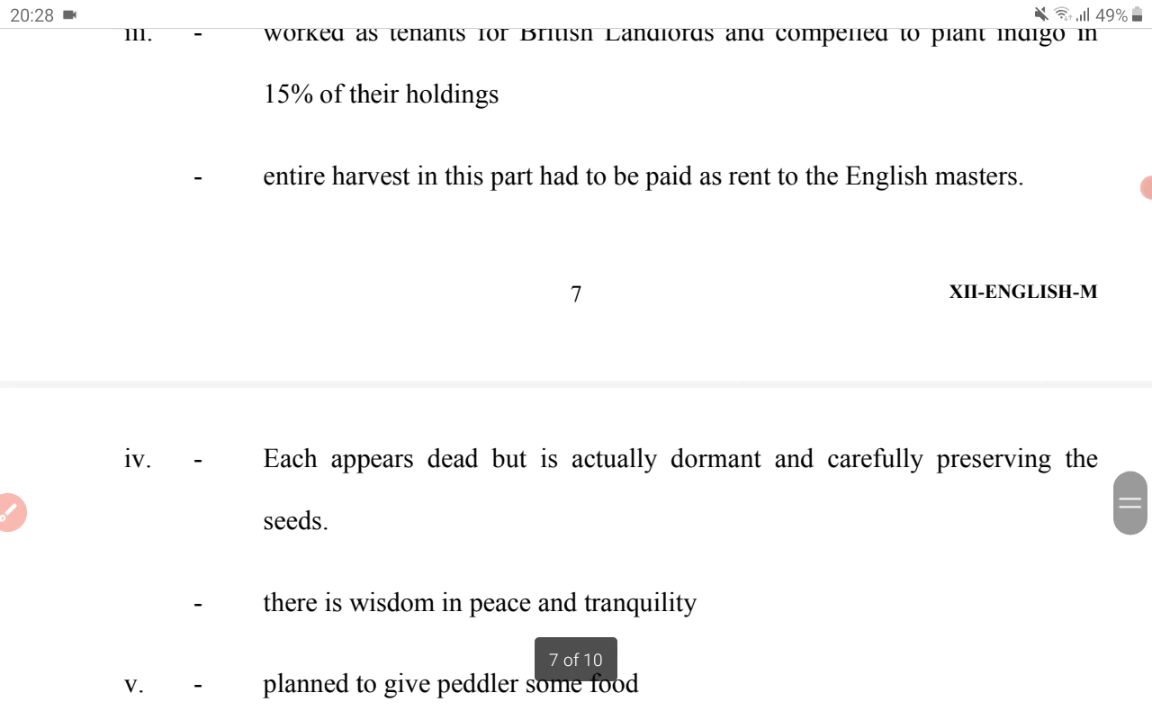 20:28 49%
iii. - worked as tenants for British Landlords and compelled to plant indigo in
15% of their holdings
- entire harvest in this part had to be paid as rent to the English masters.
7 XII-ENGLISH-M
iv. - Each appears dead but is actually dormant and carefully preserving the
seeds.
- there is wisdom in peace and tranquility
7 of 10
v. - planned to give peddler some food